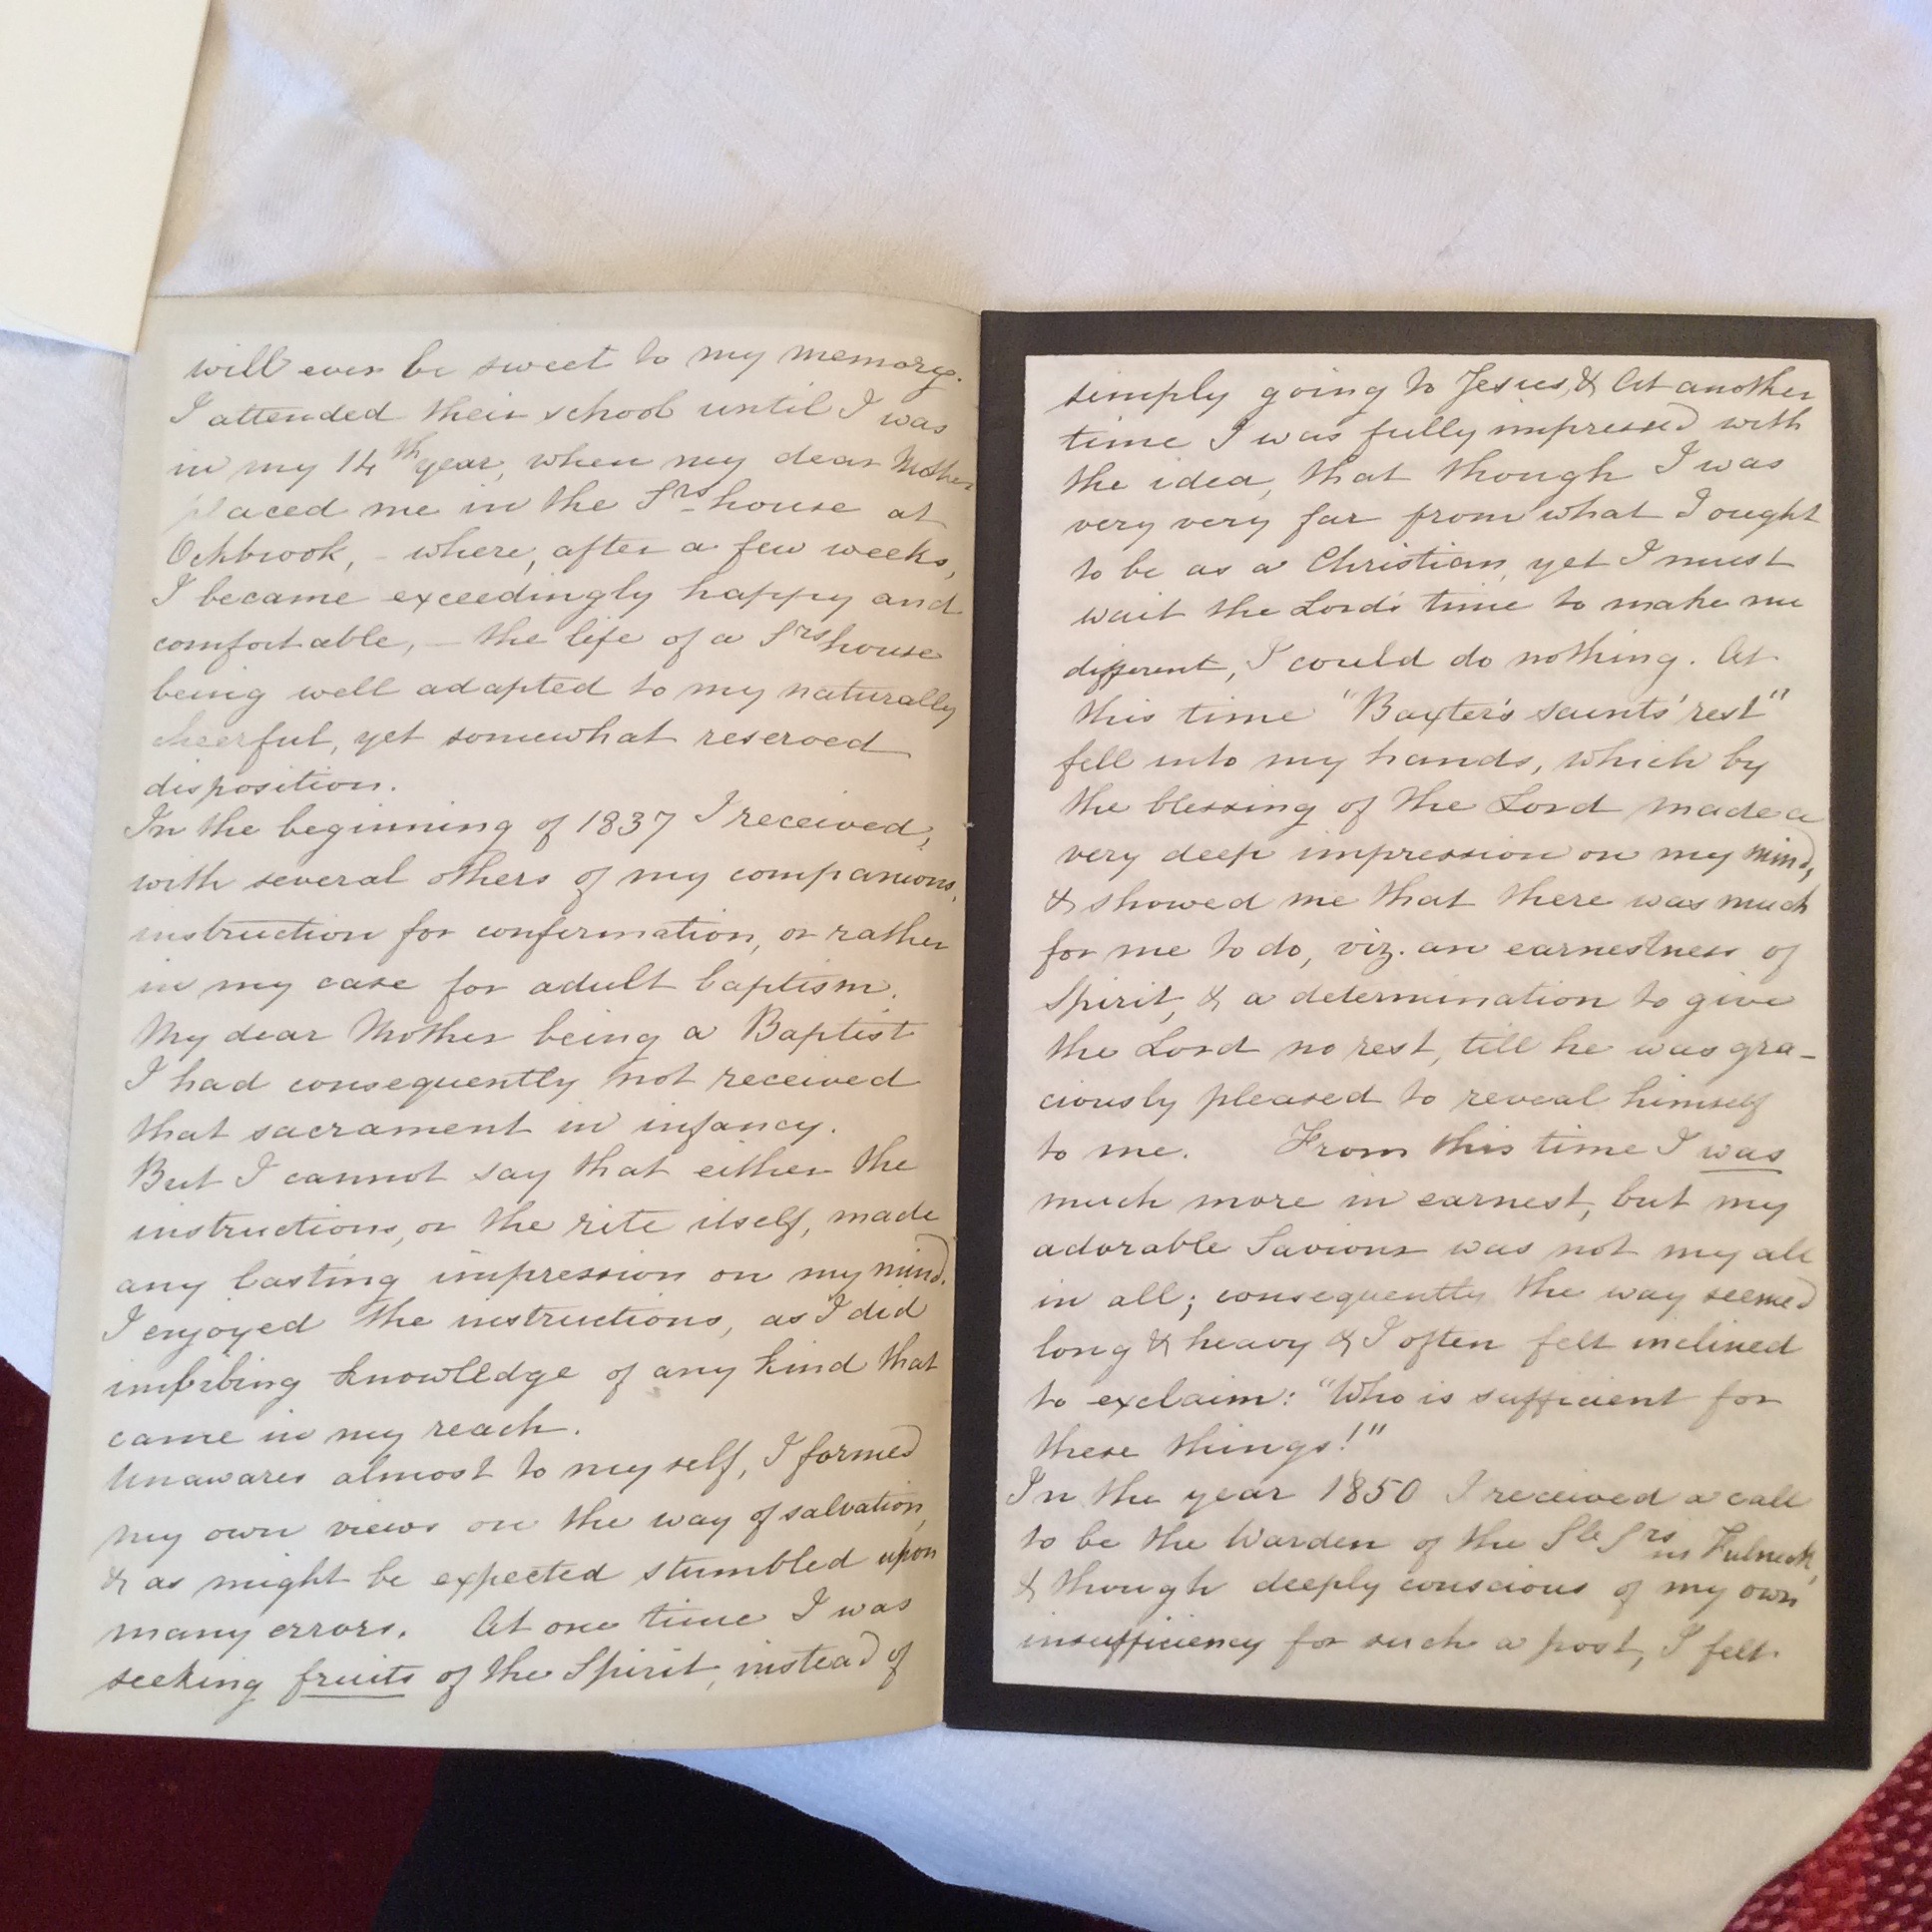 will ever be sweet to my memory.
I attended their school until I was
in my 14th year, when my dear Mother
placed me in the Srs house at
Ockbrook, - where, after a few weeks,
I became exceedingly happy and
comfortable, - the life of a Srs house
being well adapted to my naturally
cheerful, yet somewhat reserved
disposition.
In the beginning of 1837 I received,
with several others of my companions,
instruction for confirmation, or rather
in my case for adult baptism.
My dear Mother being a Baptist
I had consequently not received
that sacrament in infancy.
But I cannot say that either the
instructions, or the rite itself, made
any lasting impression on my mind.
I enjoyed the instructions, as I did
imbibing knowledge of any kind that
came in my reach.
Unawares almost to myself, I formed
my own views on the way of salvation,
& as might be expected stumbled upon
many errors. At one time I was
seeking fruits of the Spirit, instead of
simply going to Jesus, & At another
time I was fully impressed with
the idea, that though I was
very very far from what I ought
to be as a Christian, yet I must
wait the Lord's time to make me
different, I could do nothing. At
this time "Baxter's saints' rest"
fell into my hands, which by
the blessing of the Lord made a
very deep impression on my mind,
& showed me that there was much
for me to do, viz. an earnestness of
Spirit, & a determination to give
the Lord no rest, till he was gra-
ciously pleased to reveal himself
to me. From this time I was
much more in earnest, but my
adorable Saviour was not my all
in all; consequently the way seemed
long & heavy & I often felt inclined
to exclaim: "Who is sufficient for
these things!"
In the year 1850 I received a call
to be the Warden of the Sle Srs in Fulneck,
& though deeply conscious of my own
insufficiency for such a post, I felt